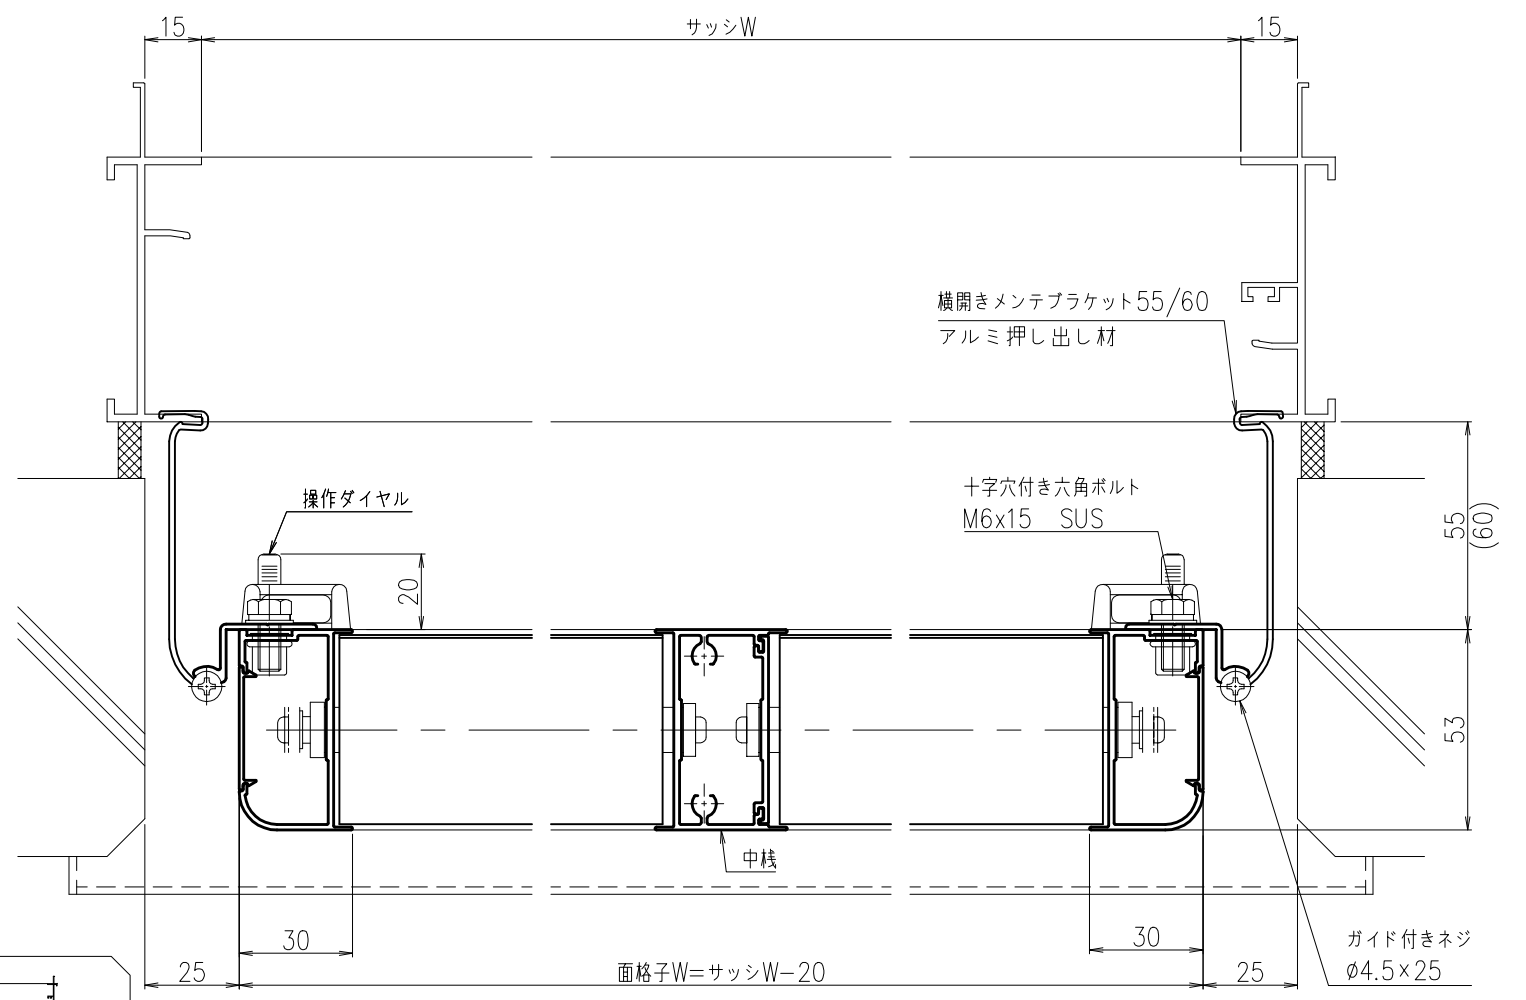 15
サッシW
15
横開きメンテブラケット55/60
アルミ押し出し材
操作ダイヤル
十字穴付き六角ボルト
M6x15 SUS
20
55
(60)
53
中桟
30
30
ガイド付きネジ
φ4.5×25
25
面格子W=サッシW-20
25